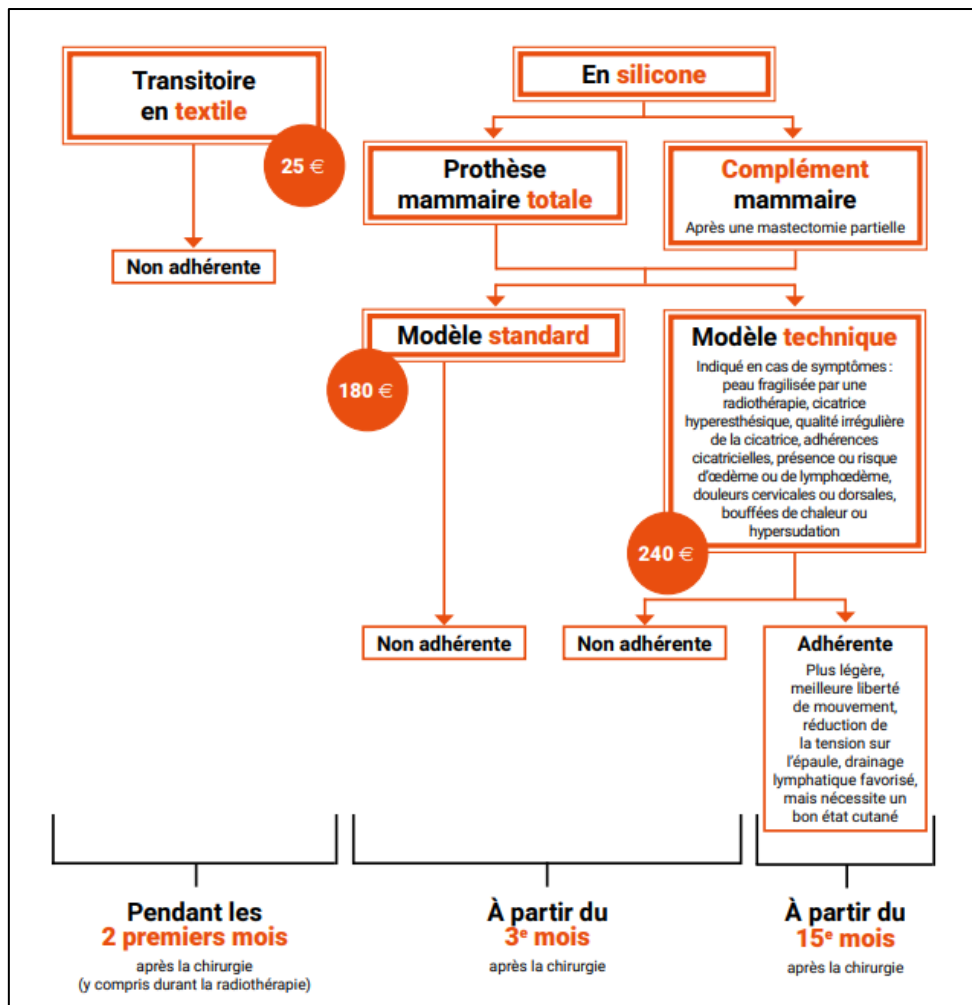 Transitoire
en textile
25 €
Non adhérente
En silicone
Prothèse
mammaire totale
Complément
mammaire
Après une mastectomie partielle
Modèle standard
180 €
Modèle technique
Indiqué en cas de symptômes :
peau fragilisée par une
radiothérapie, cicatrice
hyperesthésique, qualité irrégulière
de la cicatrice, adhérences
cicatricielles, présence ou risque
d'œdème ou de lymphœdème,
douleurs cervicales ou dorsales,
bouffées de chaleur ou
hypersudation
240 €
Non adhérente
Non adhérente
Adhérente
Plus légère,
meilleure liberté
de mouvement,
réduction de
la tension sur
l'épaule, drainage
lymphatique favorisé,
mais nécessite un
bon état cutané
Pendant les
2 premiers mois
après la chirurgie
(y compris durant la radiothérapie)
À partir du
3e mois
après la chirurgie
À partir du
15e mois
après la chirurgie